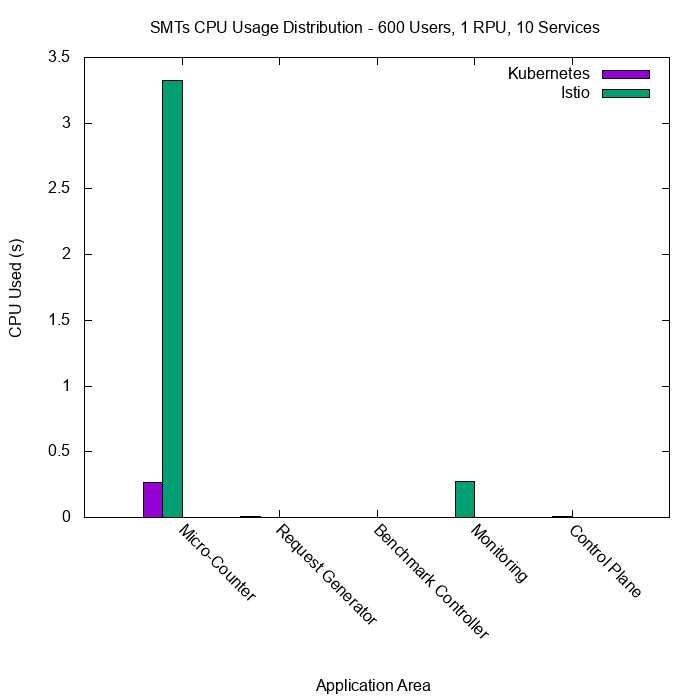 SMTs CPU Usage Distribution - 600 Users, 1 RPU, 10 Services
Kubernetes
Istio
3.5
3
2.5
2
1.5
1
0.5
0
CPU Used (s)
Micro-Counter
Request Generator
Benchmark Controller
Monitoring
Control Plane
Application Area